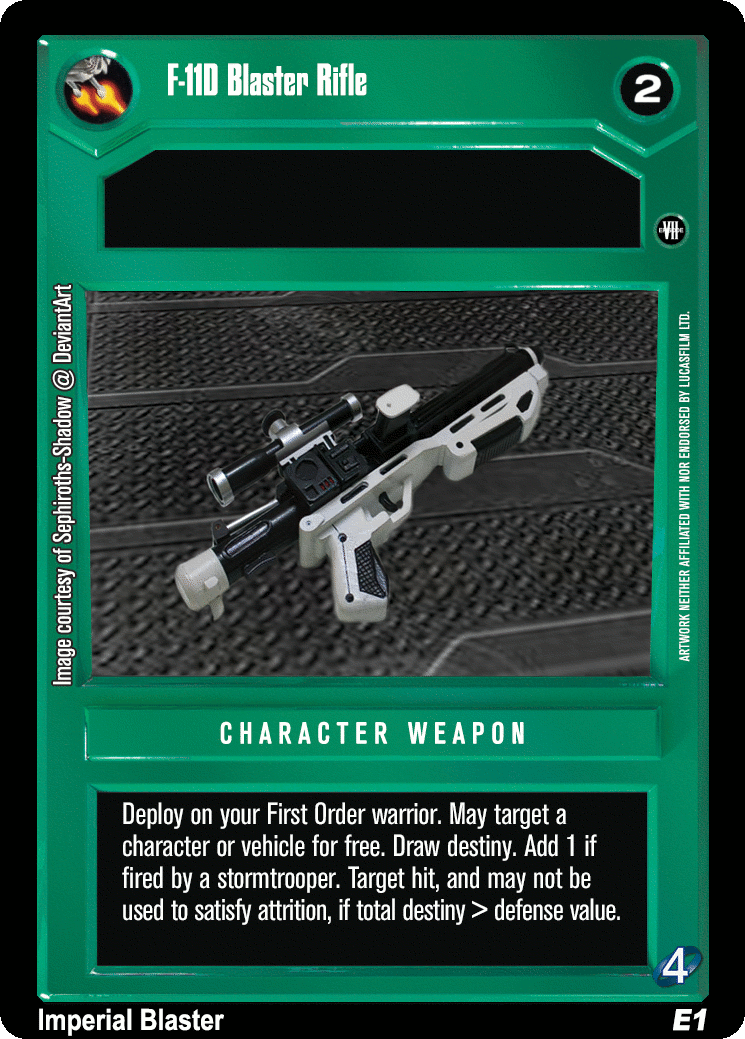 F-11D Blaster Rifle
2
EPISODE
VII
Image courtesy of Sephiroths-Shadow @ DeviantArt
ARTWORK NEITHER AFFILIATED WITH NOR ENDORSED BY LUCASFILM LTD.
CHARACTER WEAPON
Deploy on your First Order warrior. May target a
character or vehicle for free. Draw destiny. Add 1 if
fired by a stormtrooper. Target hit, and may not be
used to satisfy attrition, if total destiny > defense value.
4
Imperial Blaster
E1